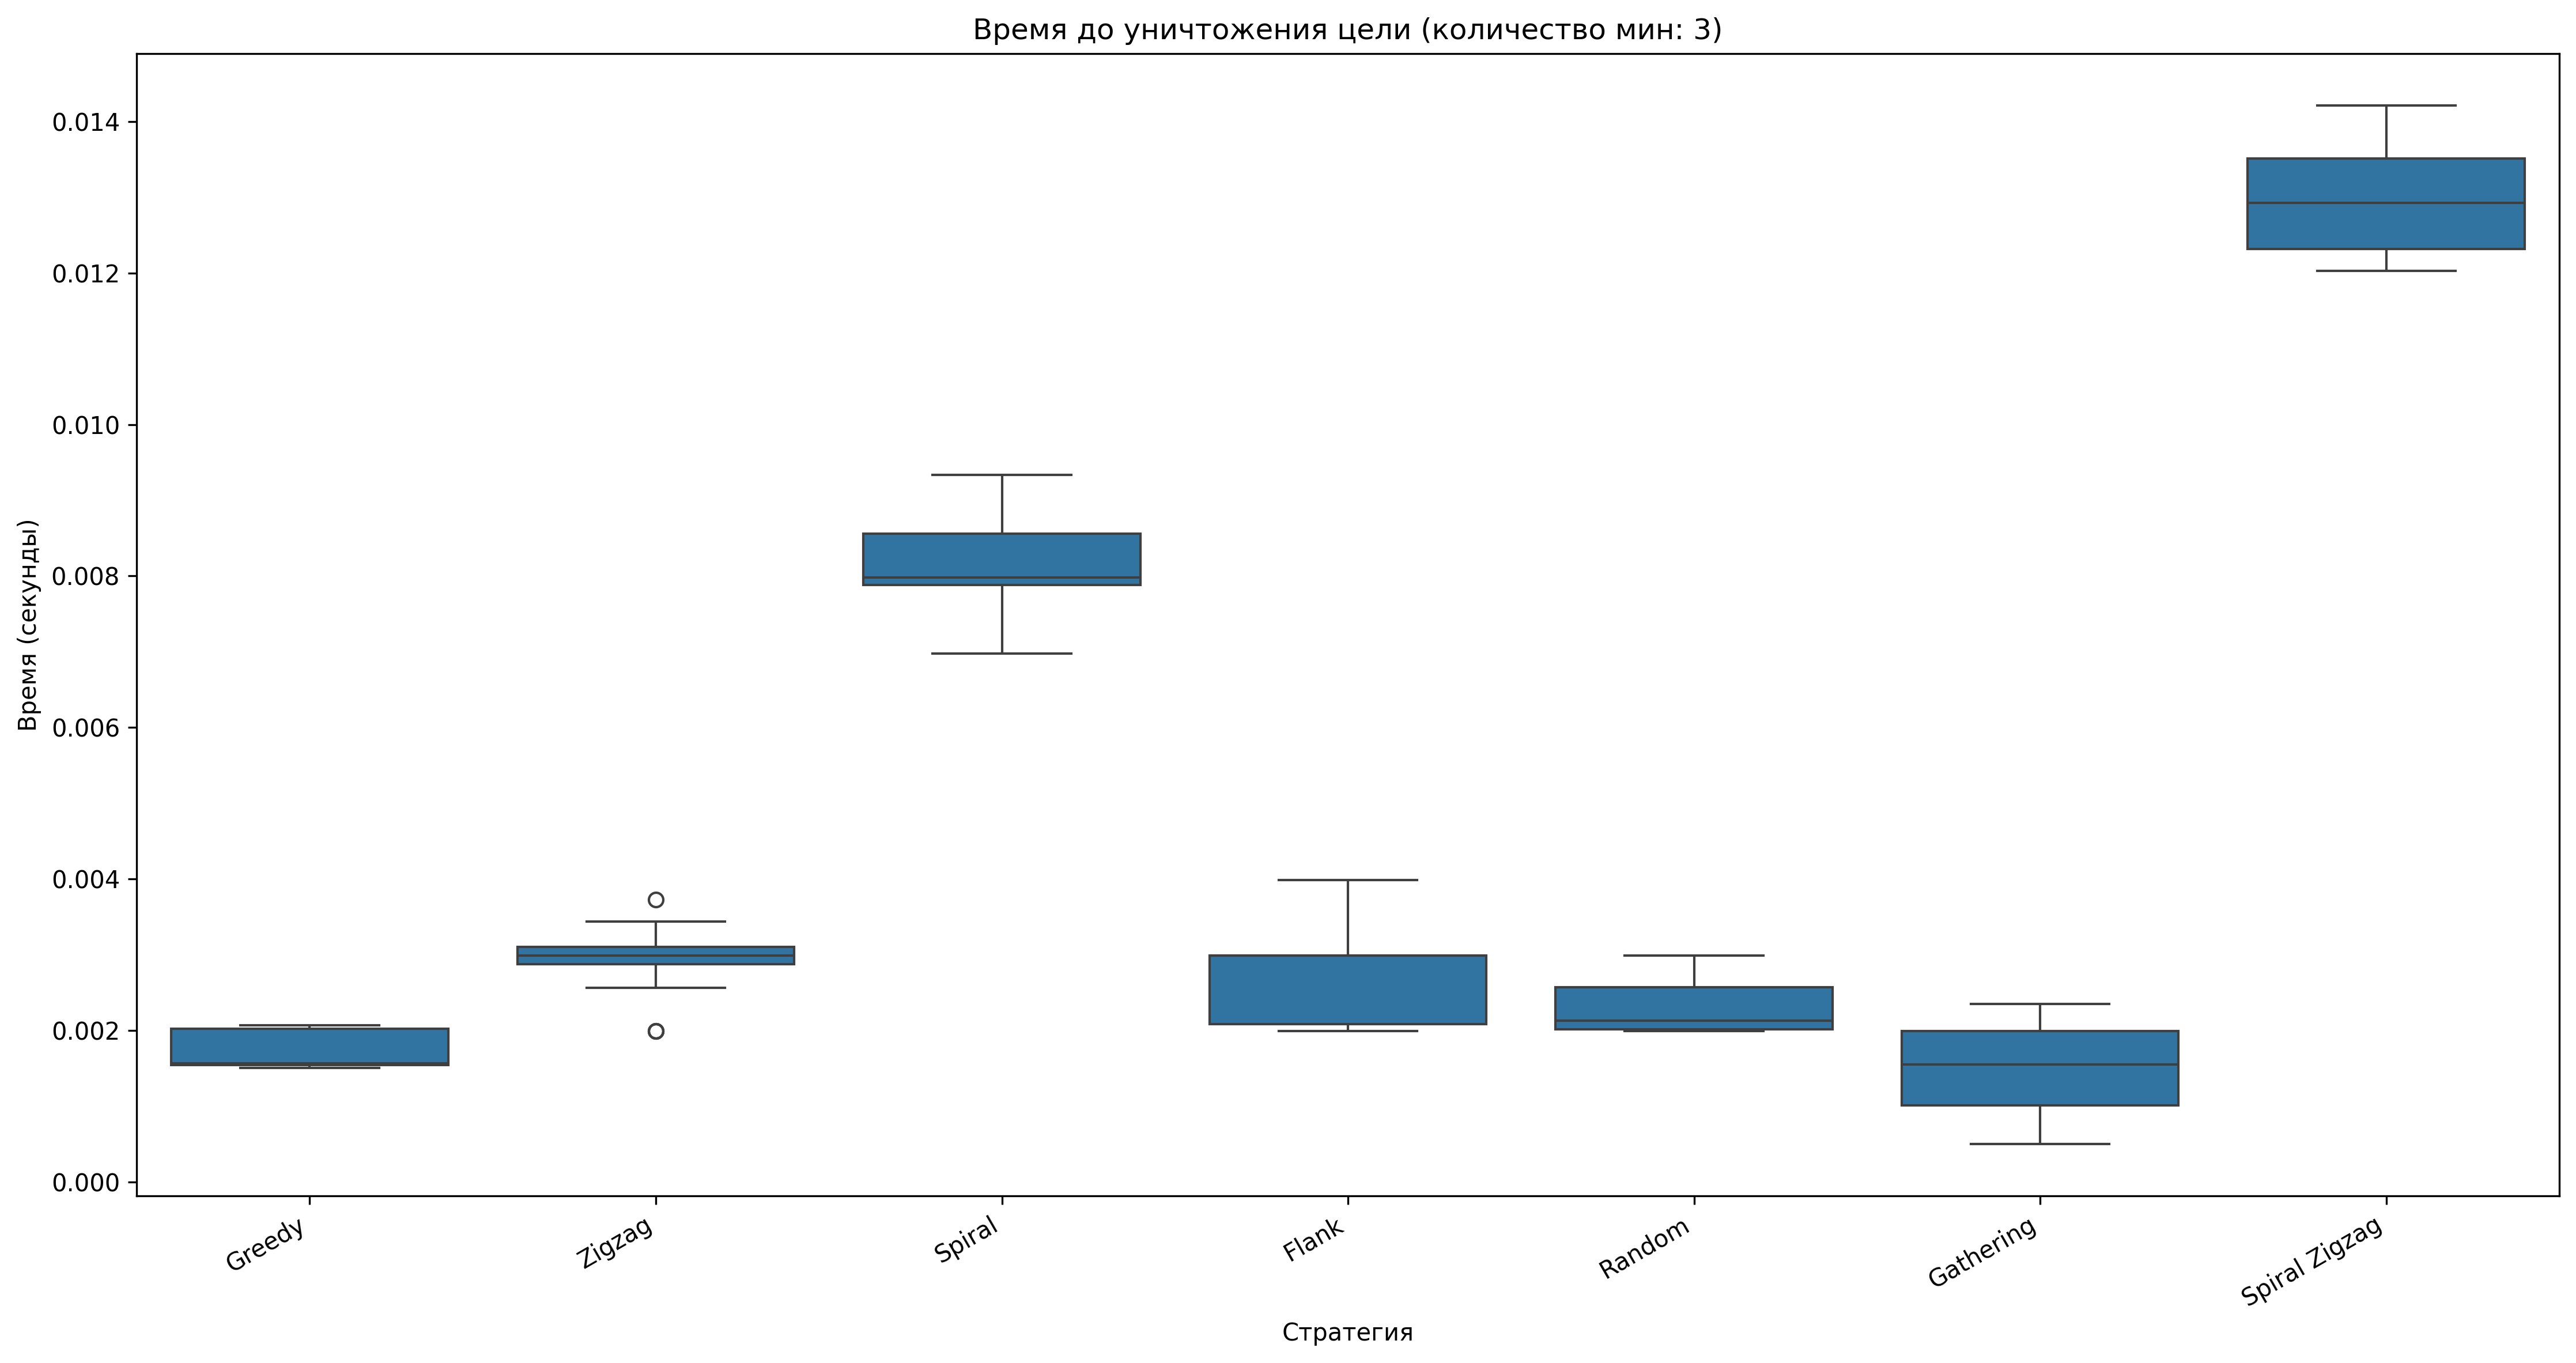 Время до уничтожения цели (количество мин: 3)
Время (секунды)
0.014
0.012
0.010
0.008
0.006
0.004
0.002
0.000
Greedy
Zigzag
Spiral
Flank
Random
Gathering
Spiral Zigzag
Стратегия